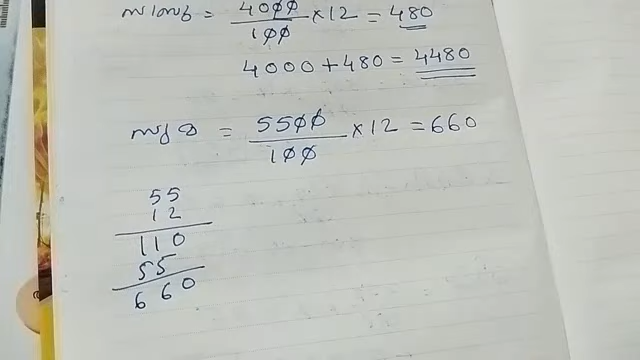 = 4000/100 × 12 = 480
4000 + 480 = 4480
= 5500/100 × 12 = 660
55
12
110
55
660